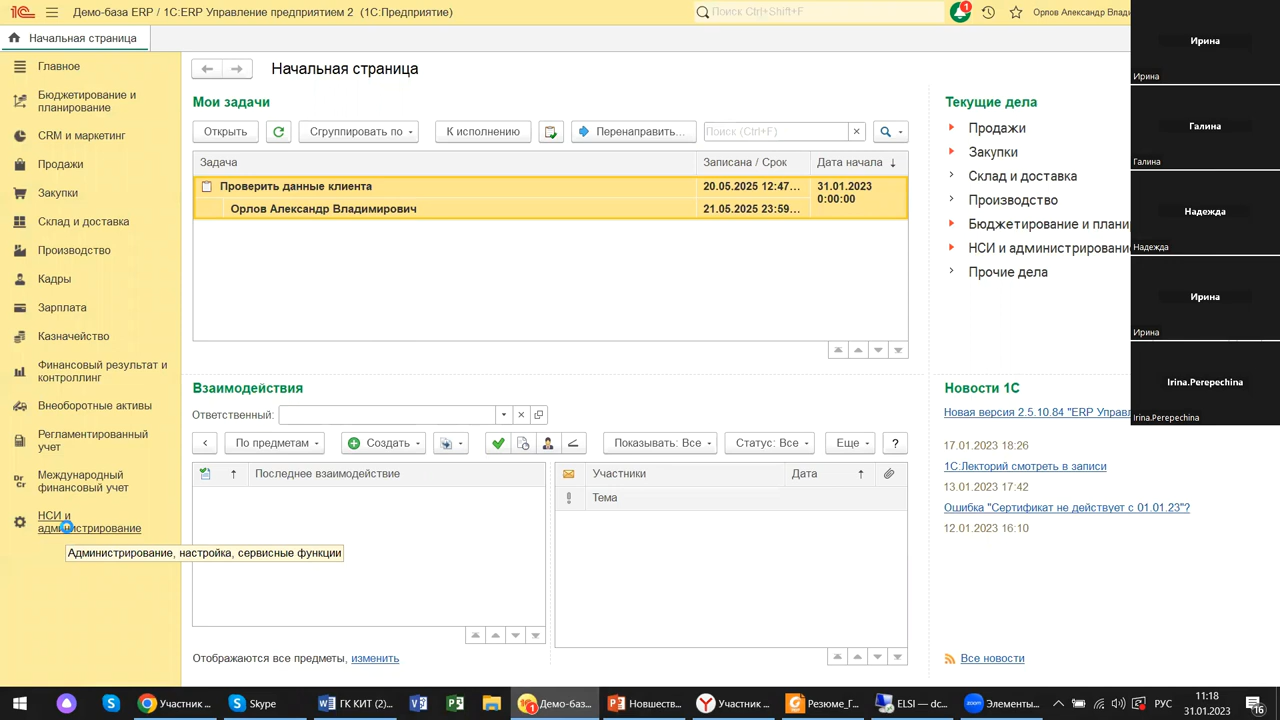 Демо-база ERP / 1С:ERP Управление предприятием 2 (1С:Предприятие)
Поиск Ctrl+Shift+F
1
Орлов Александр Влади
Начальная страница
Главное
Бюджетирование и
планирование
CRM и маркетинг
Продажи
Закупки
Склад и доставка
Производство
Кадры
Зарплата
Казначейство
Финансовый результат и
контроллинг
Внеоборотные активы
Регламентированный
учет
Международный
финансовый учет
НСИ и
администрирование
Администрирование, настройка, сервисные функции
Начальная страница
Мои задачи
Открыть
Сгруппировать по
К исполнению
Перенаправить...
Поиск (Ctrl+F)
Задача
Записана / Срок
Дата начала ↓
Проверить данные клиента
20.05.2025 12:47...
31.01.2023
0:00:00
Орлов Александр Владимирович
21.05.2025 23:59...
Взаимодействия
Ответственный:
По предметам
Создать
Показывать: Все
Статус: Все
Еще
?
Последнее взаимодействие
Участники
Дата
Тема
Отображаются все предметы, изменить
Текущие дела
Продажи
Закупки
Склад и доставка
Производство
Бюджетирование и плани
НСИ и администрировани
Прочие дела
Новости 1С
Новая версия 2.5.10.84 "ERP Управл
17.01.2023 18:26
1С:Лекторий смотреть в записи
13.01.2023 17:42
Ошибка "Сертификат не действует с 01.01.23"?
12.01.2023 16:10
Все новости
Ирина
Ирина
Галина
Галина
Надежда
Надежда
Ирина
Ирина
Irina.Perepechina
Irina.Perepechina
Участник ...
Skype
ГК КИТ (2)...
Демо-баз...
Новшеств...
Участник ...
Резюме_Г...
ELSI — dc...
Элементы...
РУС
11:18
31.01.2023
16